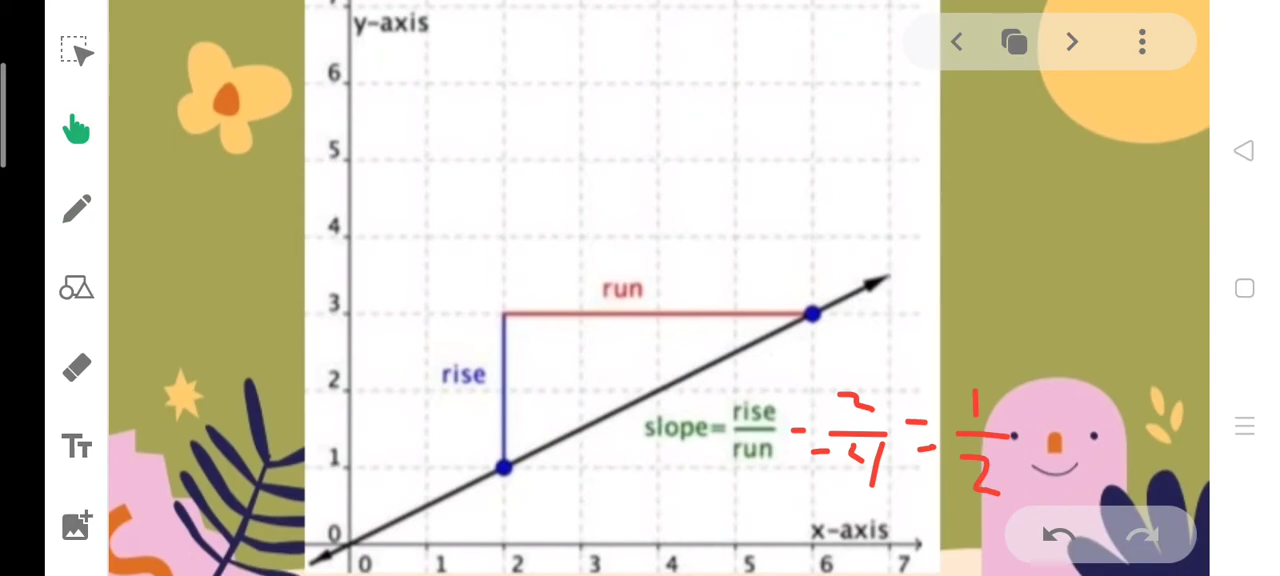 y-axis
6
5
4
run
3
rise
2
slope= rise/run = 2/4 = 1/2
1
x-axis
0
0 1 2 3 4 5 6 7
TT